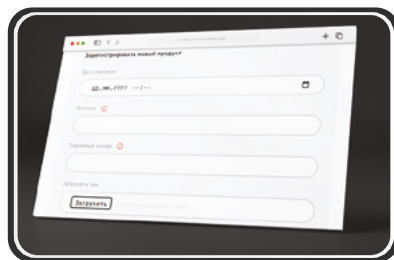 Зарегистрировать новый продукт
Дата покупки
ДД.ММ.ГГГГ --:--
Артикул
Серийный номер
Загрузить чек
Загрузить